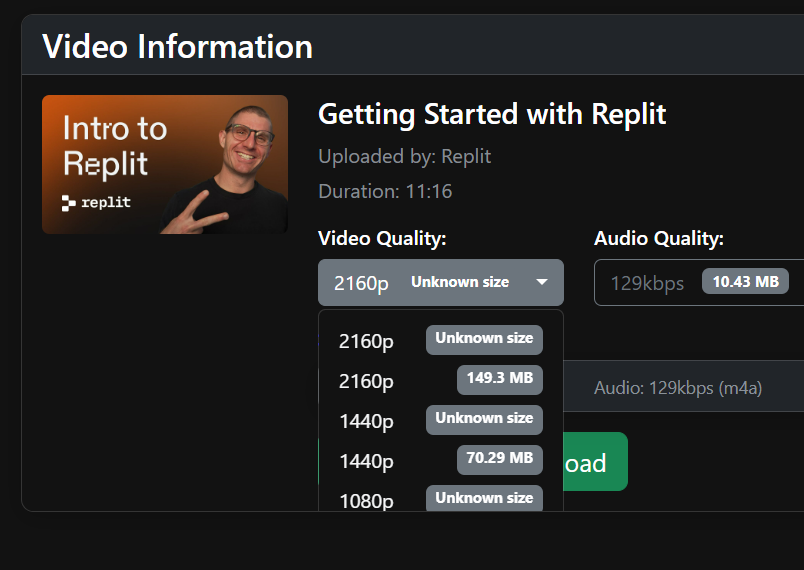 Video Information
Intro to
Replit
replit
Getting Started with Replit
Uploaded by: Replit
Duration: 11:16
Video Quality:
Audio Quality:
2160p Unknown size
129kbps 10.43 MB
2160p Unknown size
2160p 149.3 MB
Audio: 129kbps (m4a)
1440p Unknown size
1440p 70.29 MB
oad
1080p Unknown size